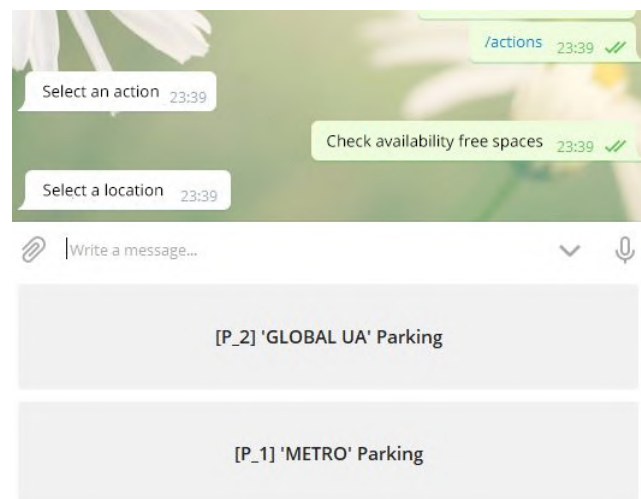 /actions 23:39
Select an action 23:39
Check availability free spaces 23:39
Select a location 23:39
Write a message...
[P_2] 'GLOBAL UA' Parking
[P_1] 'METRO' Parking